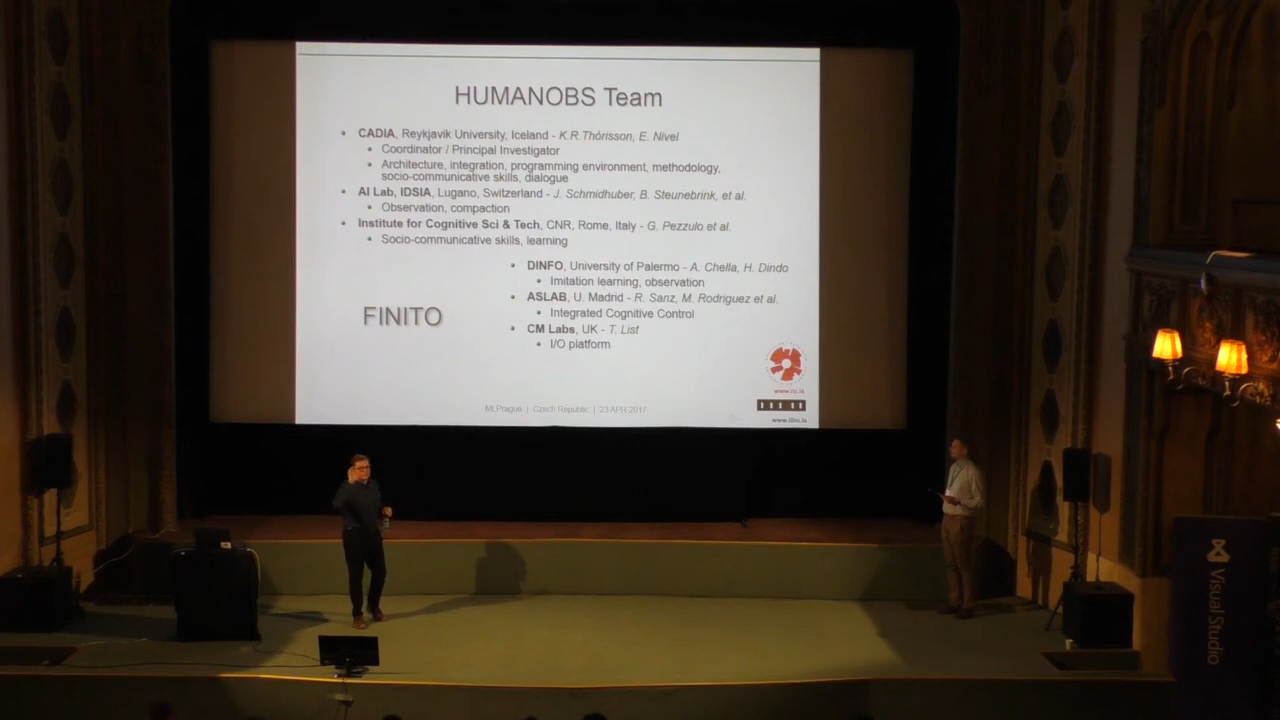 HUMANOBS Team
• CADIA, Reykjavik University, Iceland - K.R.Thórisson, E. Nivel
• Coordinator / Principal Investigator
• Architecture, integration, programming environment, methodology,
socio-communicative skills, dialogue
• AI Lab, IDSIA, Lugano, Switzerland - J. Schmidhuber, B. Steunebrink, et al.
• Observation, compaction
• Institute for Cognitive Sci & Tech, CNR, Rome, Italy - G. Pezzulo et al.
• Socio-communicative skills, learning
• DINFO, University of Palermo - A. Chella, H. Dindo
• Imitation learning, observation
• ASLAB, U. Madrid - R. Sanz, M. Rodriguez et al.
• Integrated Cognitive Control
• CM Labs, UK - T. List
• I/O platform
FINITO
www.ru.is
MLPrague | Czech Republic | 23 APR 2017
Visual Studio